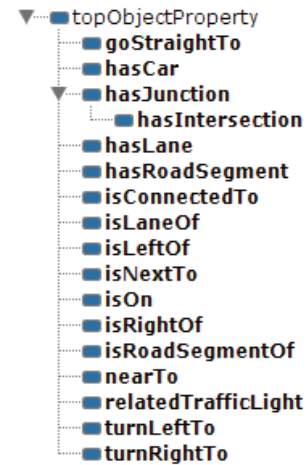 topObjectProperty
goStraightTo
hasCar
hasJunction
hasIntersection
hasLane
hasRoadSegment
isConnectedTo
isLaneOf
isLeftOf
isNextTo
isOn
isRightOf
isRoadSegmentOf
nearTo
relatedTrafficLight
turnLeftTo
turnRightTo